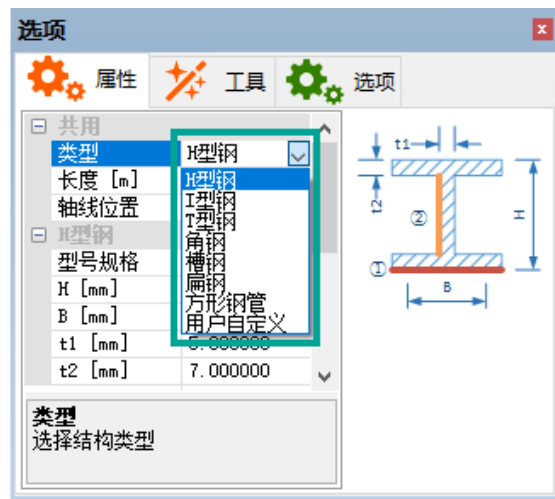 选项
属性 工具 选项
共用
类型 H型钢
长度 [m]
轴线位置
H型钢
型号规格
H [mm]
B [mm]
t1 [mm]
t2 [mm] 7.000000
H型钢
I型钢
T型钢
角钢
槽钢
扁钢
方形钢管
用户自定义
类型
选择结构类型
t1
t2
②
H
①
B